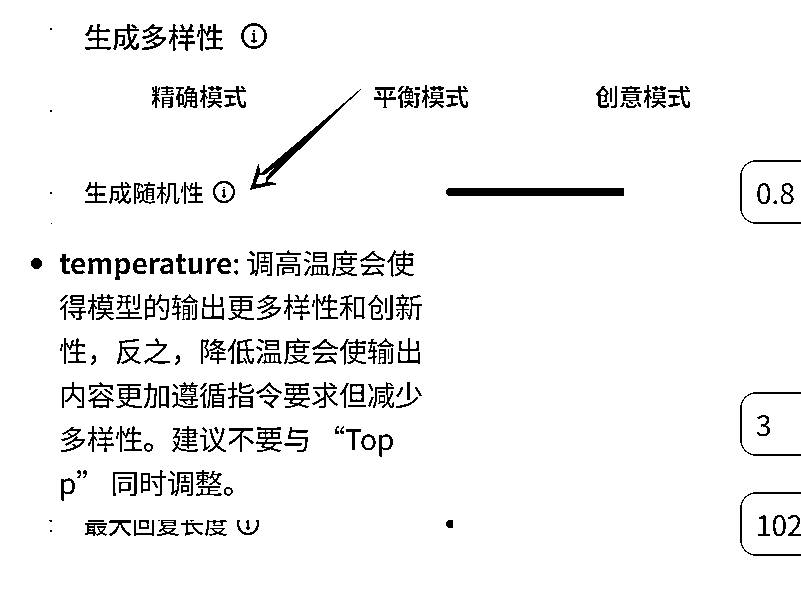 生成多样性
精确模式 平衡模式 创意模式
生成随机性 0.8
temperature: 调高温度会使
得模型的输出更多样性和创新
性，反之，降低温度会使输出
内容更加遵循指令要求但减少
多样性。建议不要与 “Top
p” 同时调整。
3
最大回复长度 102